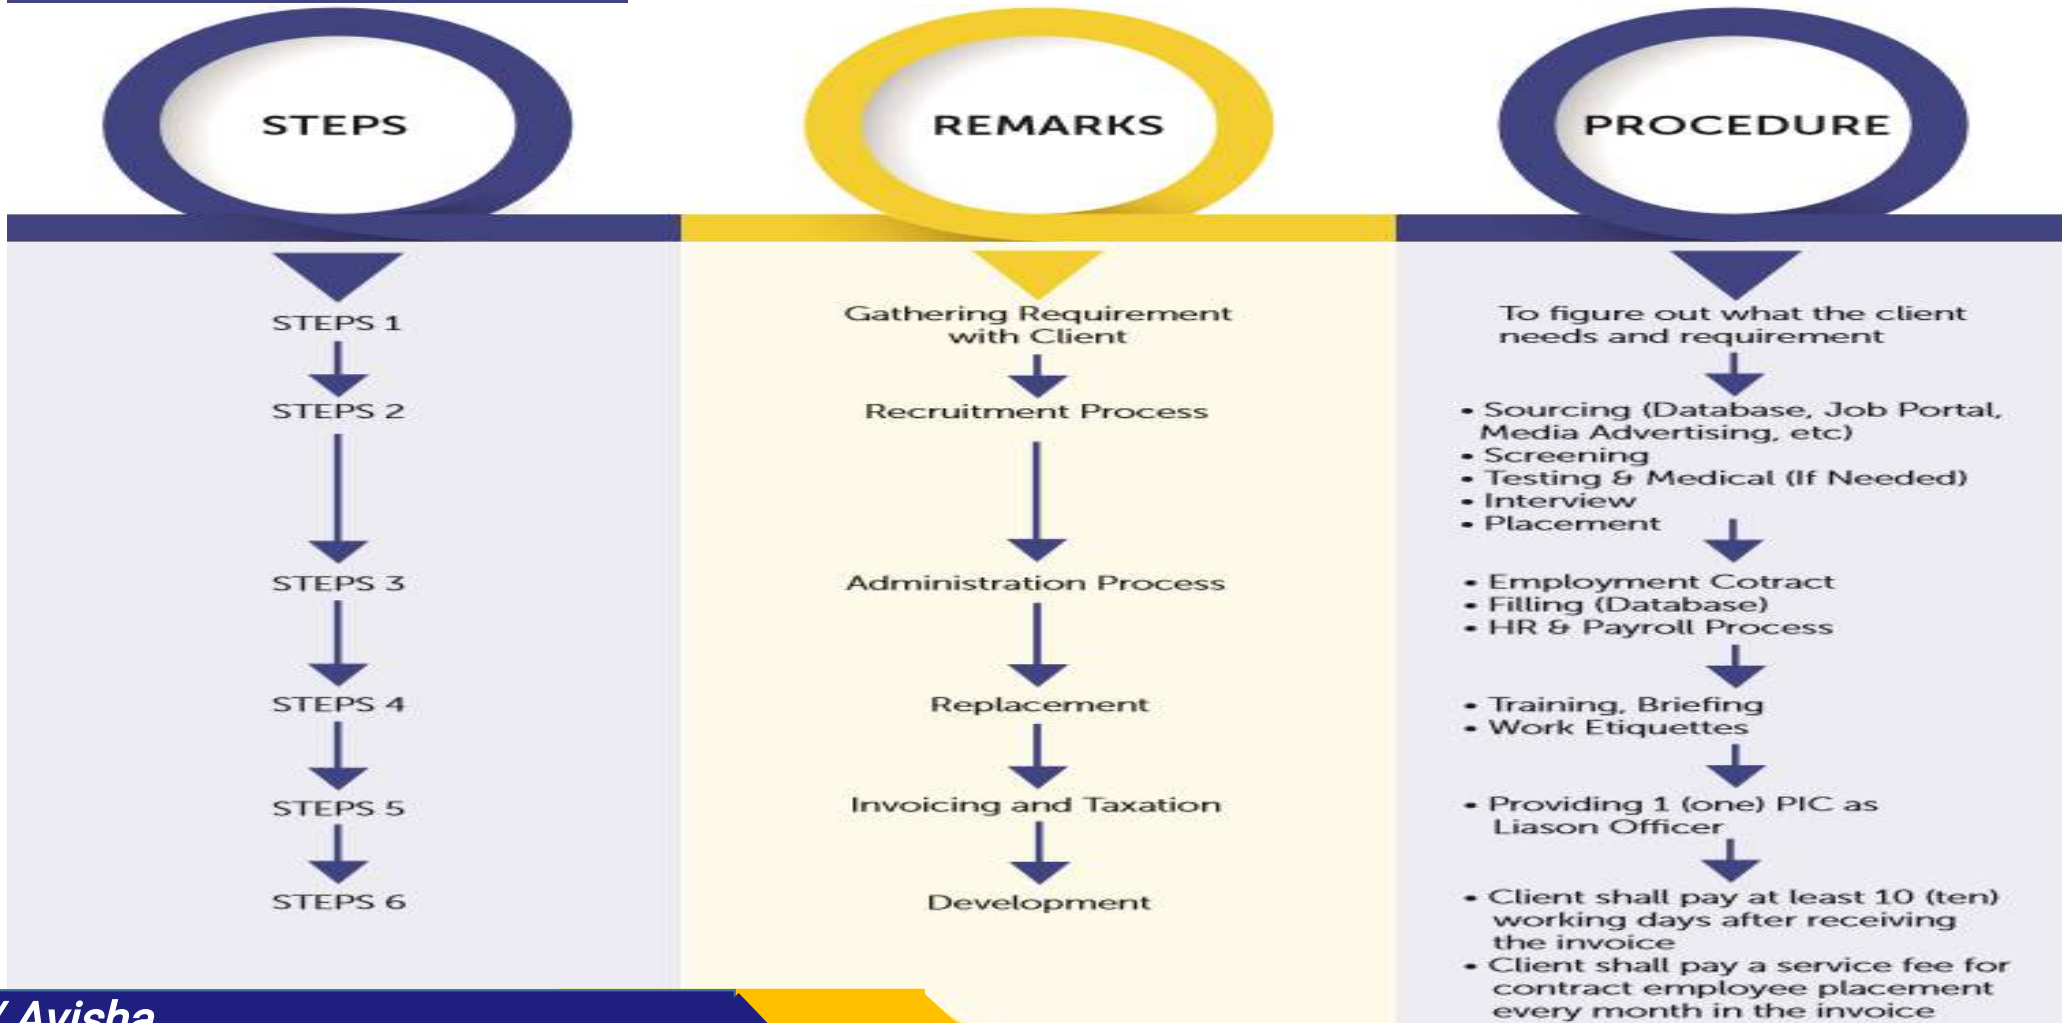 STEPS
REMARKS
PROCEDURE
STEPS 1
Gathering Requirement
with Client
To figure out what the client
needs and requirement
STEPS 2
Recruitment Process
• Sourcing (Database, Job Portal,
Media Advertising, etc)
• Screening
• Testing & Medical (If Needed)
• Interview
• Placement
STEPS 3
Administration Process
• Employment Cotract
• Filling (Database)
• HR & Payroll Process
STEPS 4
Replacement
• Training, Briefing
• Work Etiquettes
STEPS 5
Invoicing and Taxation
• Providing 1 (one) PIC as
Liason Officer
STEPS 6
Development
• Client shall pay at least 10 (ten)
working days after receiving
the invoice
• Client shall pay a service fee for
contract employee placement
every month in the invoice
Avisha